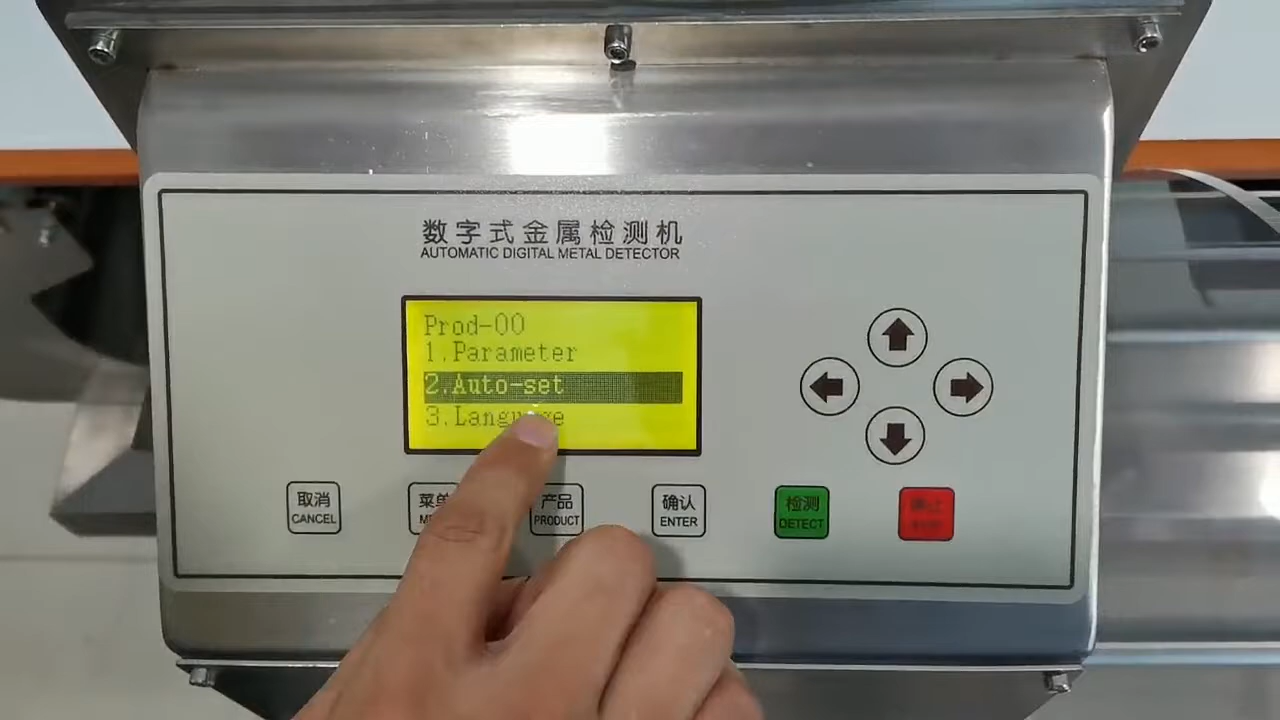 数字式金属检测机
AUTOMATIC DIGITAL METAL DETECTOR
Prod-00
1.Parameter
2.Auto-set
3.Language
取消
CANCEL
菜单
产品
PRODUCT
确认
ENTER
检测
DETECT